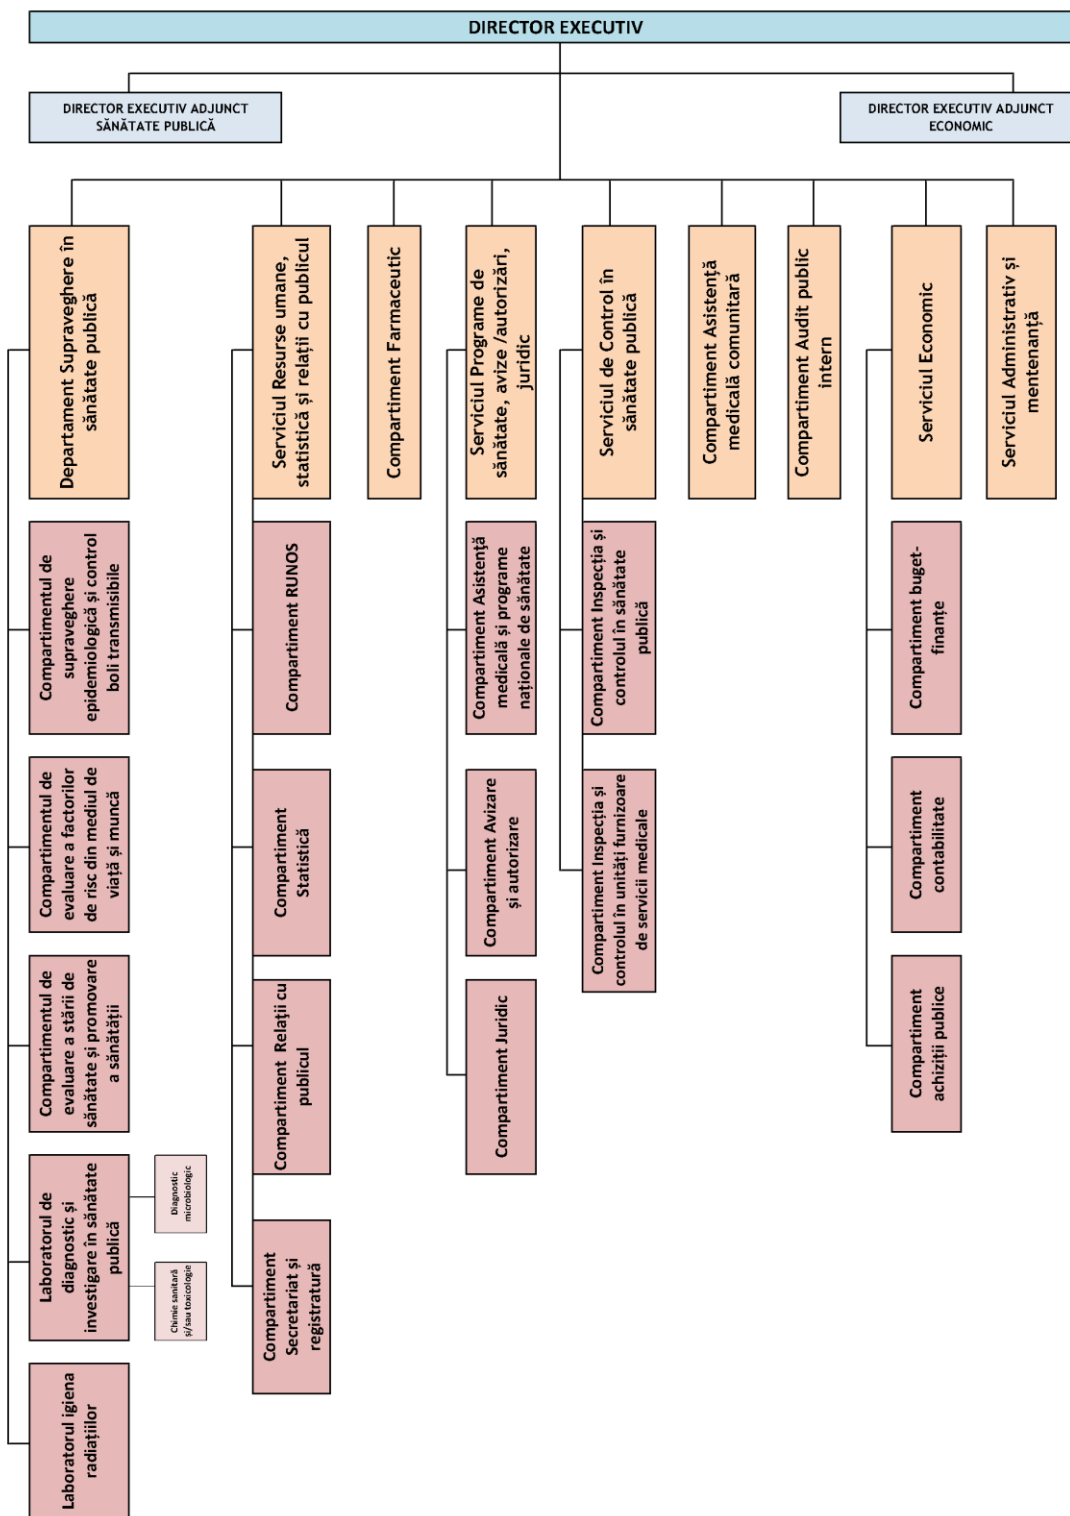 DIRECTOR EXECUTIV
DIRECTOR EXECUTIV ADJUNCT
SĂNĂTATE PUBLICĂ
DIRECTOR EXECUTIV ADJUNCT
ECONOMIC
Departament Supraveghere în
sănătate publică
Serviciul Resurse umane,
statistică și relații cu publicul
Compartiment Farmaceutic
Serviciul Programe de
sănătate, avize /autorizări,
juridic
Serviciul de Control în
sănătate publică
Compartiment Asistență
medicală comunitară
Compartiment Audit public
intern
Serviciul Economic
Serviciul Administrativ și
mentenanță
Compartimentul de
supraveghere
epidemiologică și control
boli transmisibile
Compartimentul de
evaluare a factorilor
de risc din mediul de
viață și muncă
Compartimentul de
evaluare a stării de
sănătate și promovare
a sănătății
Laboratorul de
diagnostic și
investigare în sănătate
publică
Diagnostic
microbiologic
Chimie sanitară
și/sau toxicologie
Laboratorul igiena
radiațiilor
Compartiment RUNOS
Compartiment
Statistică
Compartiment Relații cu
publicul
Compartiment
Secretariat și
registratură
Compartiment Asistență
medicală și programe
naționale de sănătate
Compartiment Avizare
și autorizare
Compartiment Juridic
Compartiment Inspecția și
controlul în sănătate
publică
Compartiment Inspecția și
controlul în unități furnizoare
de servicii medicale
Compartiment buget-
finanțe
Compartiment
contabilitate
Compartiment
achiziții publice